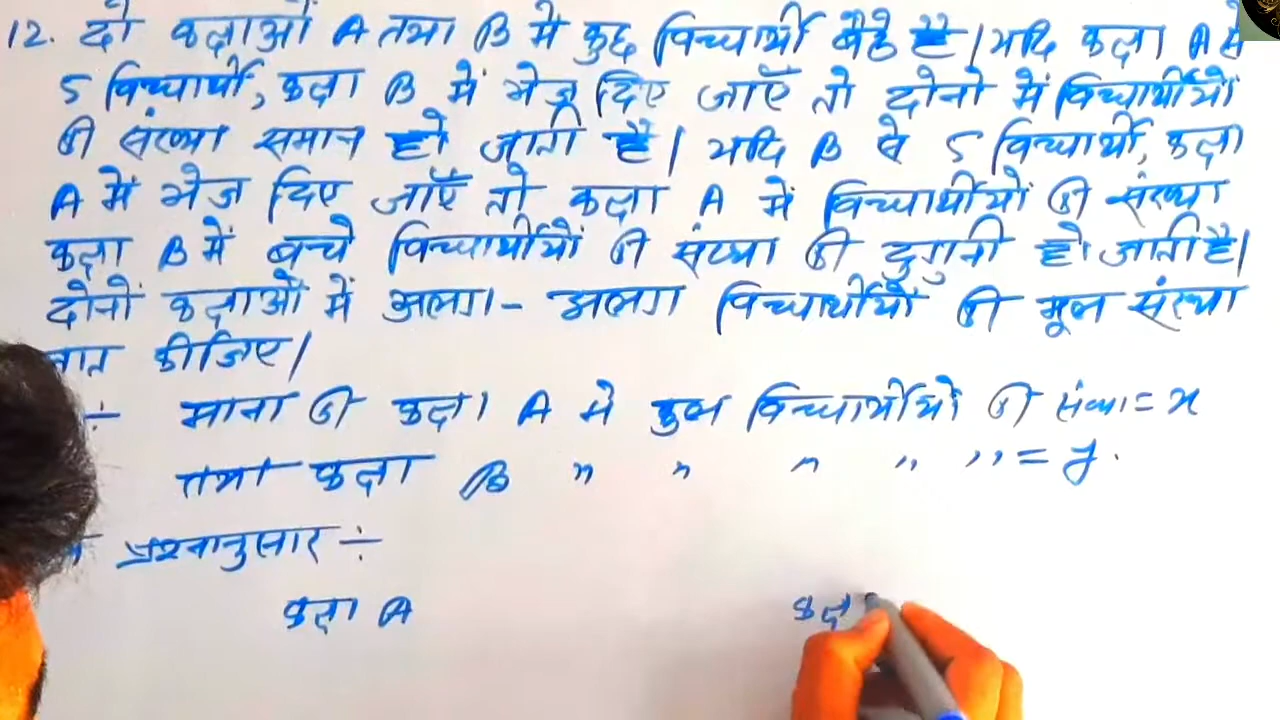 12. दो कक्षाओं A तथा B में कुछ विद्यार्थी बैठे है। यदि कक्षा A से
5 विद्यार्थी, कक्षा B में भेज दिए जाएँ तो दोनो में विद्यार्थीयों
की संख्या समान हो जाती है। यदि B से 5 विद्यार्थी, कक्षा
A में भेज दिए जाएँ तो कक्षा A में विद्यार्थीयों की संख्या
कक्षा B में बच्चे विद्यार्थीयों की संख्या की दुगुनी हो जाती है।
दोनों कक्षाओं में अलग - अलग विद्यार्थीयों की मूल संख्या
कीजिए।
÷ माना की कक्षा A में कुल विद्यार्थीयों की संख्या = x
तथा कक्षा B " " " " " = y.
प्रश्नानुसार ÷
कक्षा A कक्ष